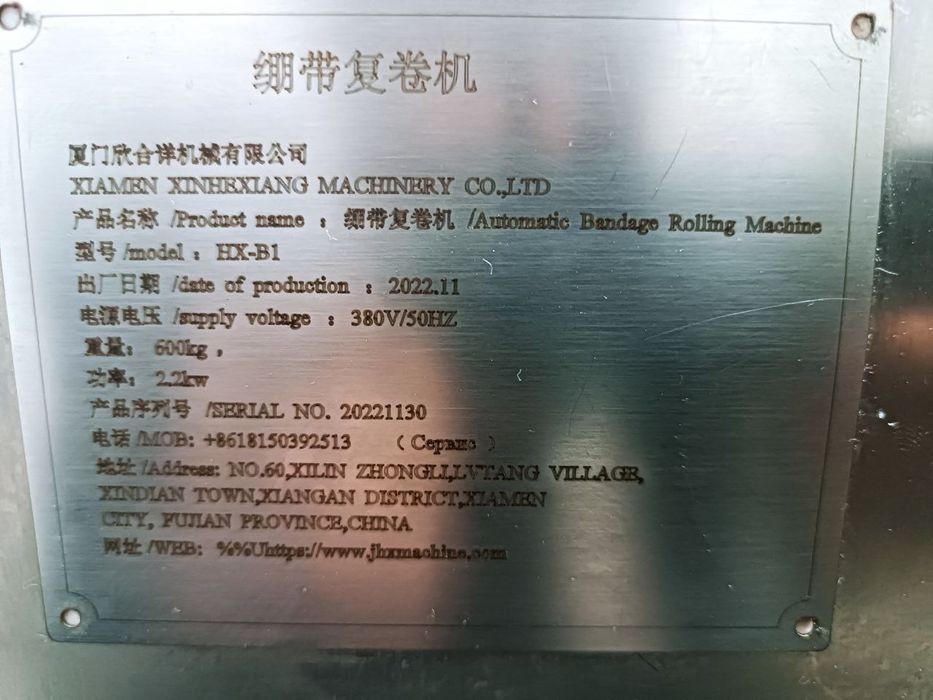 绷带复卷机
厦门欣合详机械有限公司
XIAMEN XINHEXIANG MACHINERY CO.,LTD
产品名称 /Product name : 绷带复卷机 /Automatic Bandage Rolling Machine
型号 /model : HX-B1
出厂日期 /date of production : 2022.11
电源电压 /supply voltage : 380V/50HZ
重量: 600kg ,
功率: 2.2kw
产品序列号 /SERIAL NO. 20221130
电话 /MOB: +8618150392513 ( Сервис )
地址 /Address: NO.60,XILIN ZHONGLI,LVTANG VILLAGE,
XINDIAN TOWN,XIANGAN DISTRICT,XIAMEN
CITY, FUJIAN PROVINCE,CHINA
网址 /WEB: %%Uhttps://www.jhxmachine.com